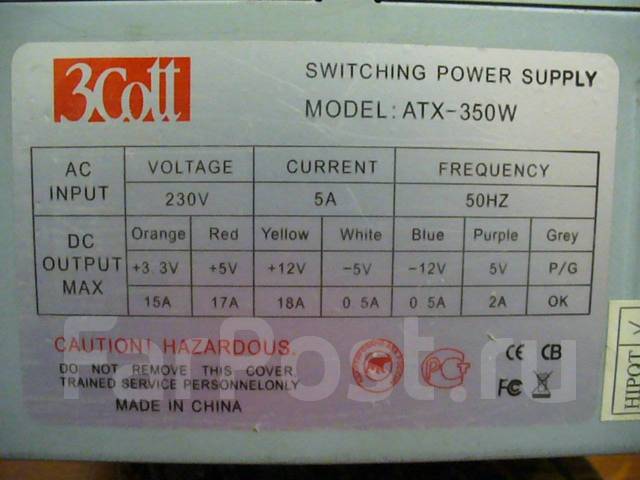 3Cott
SWITCHING POWER SUPPLY
MODEL: ATX-350W
AC INPUT VOLTAGE CURRENT FREQUENCY
230V 5A 50HZ
DC OUTPUT MAX Orange Red Yellow White Blue Purple Grey
+3.3V +5V +12V -5V -12V 5V P/G
15A 17A 18A 0 5A 0 5A 2A OK
CAUTION! HAZARDOUS.
DO NOT REMOVE THIS COVER.
TRAINED SERVICE PERSONNELONLY
MADE IN CHINA
CE CB
FC
FarPost.ru